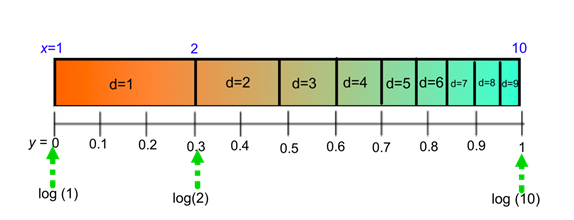 x=1 2 10
d=1 d=2 d=3 d=4 d=5 d=6 d=7 d=8 d=9
y = 0 0.1 0.2 0.3 0.4 0.5 0.6 0.7 0.8 0.9 1
log (1) log(2) log (10)